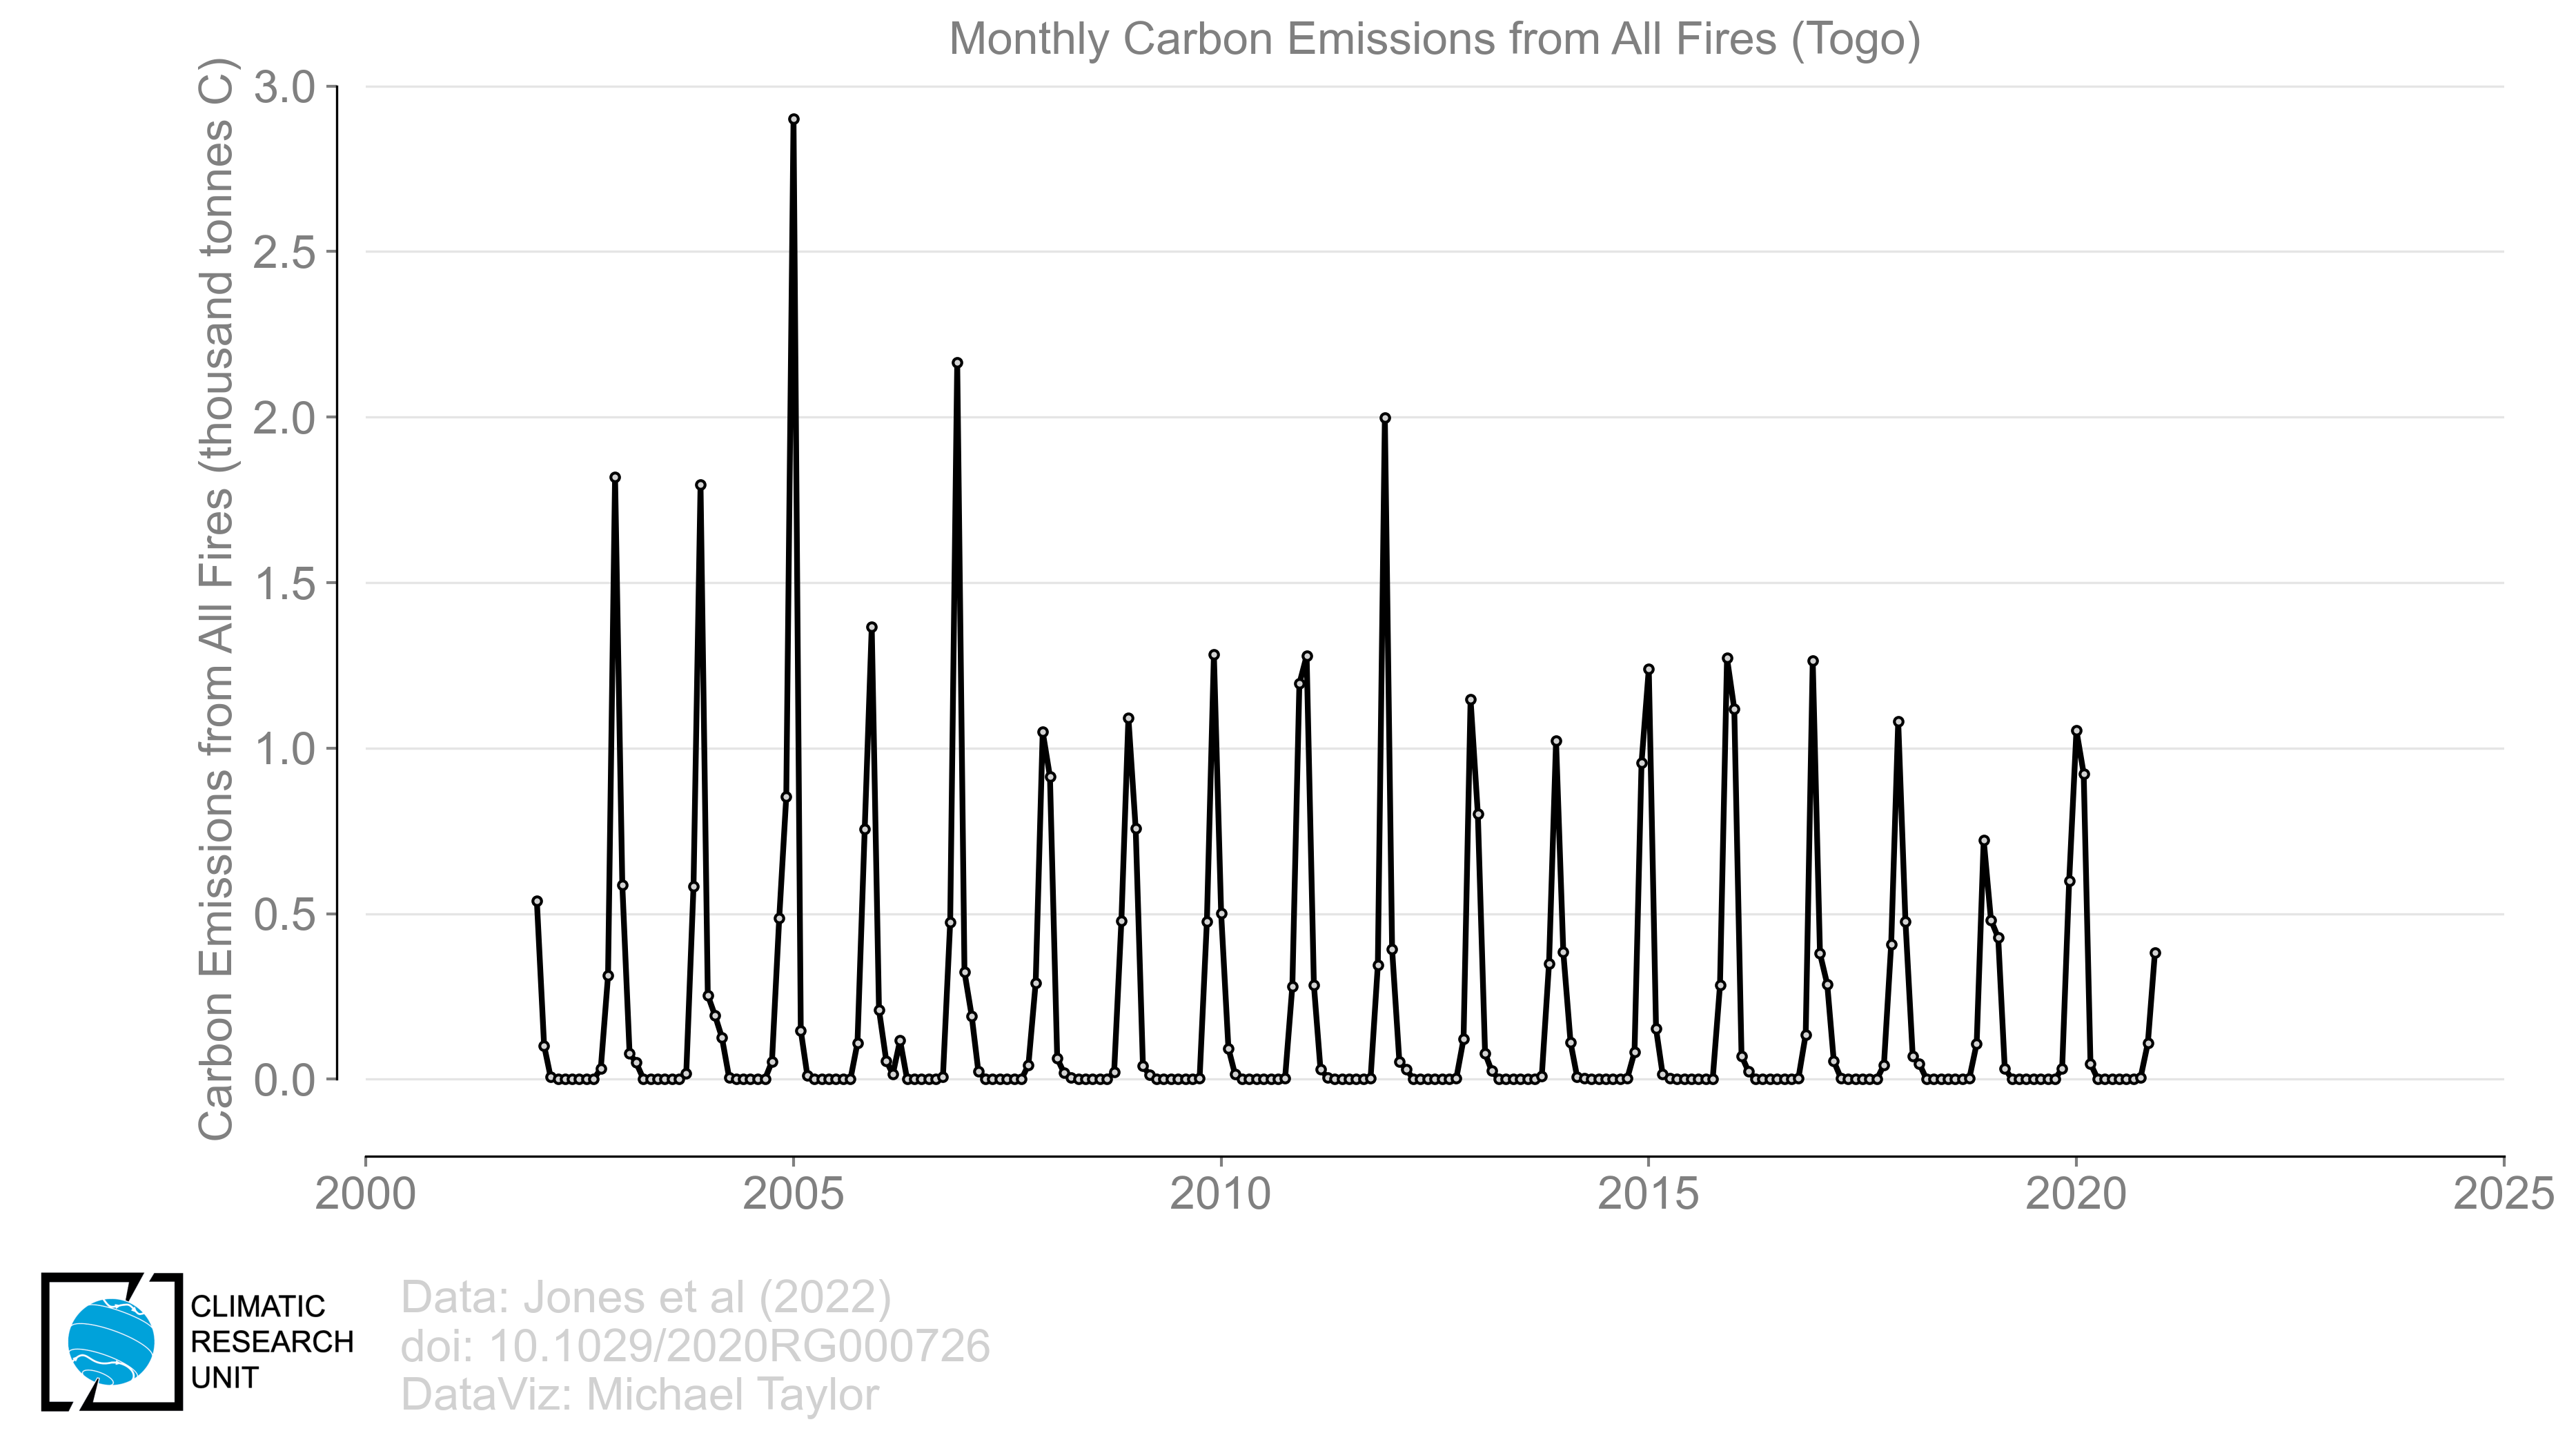 Monthly Carbon Emissions from All Fires (Togo)
Carbon Emissions from All Fires (thousand tonnes C)
3.0
2.5
2.0
1.5
1.0
0.5
0.0
2000
2005
2010
2015
2020
2025
CLIMATIC
RESEARCH
UNIT
Data: Jones et al (2022)
doi: 10.1029/2020RG000726
DataViz: Michael Taylor